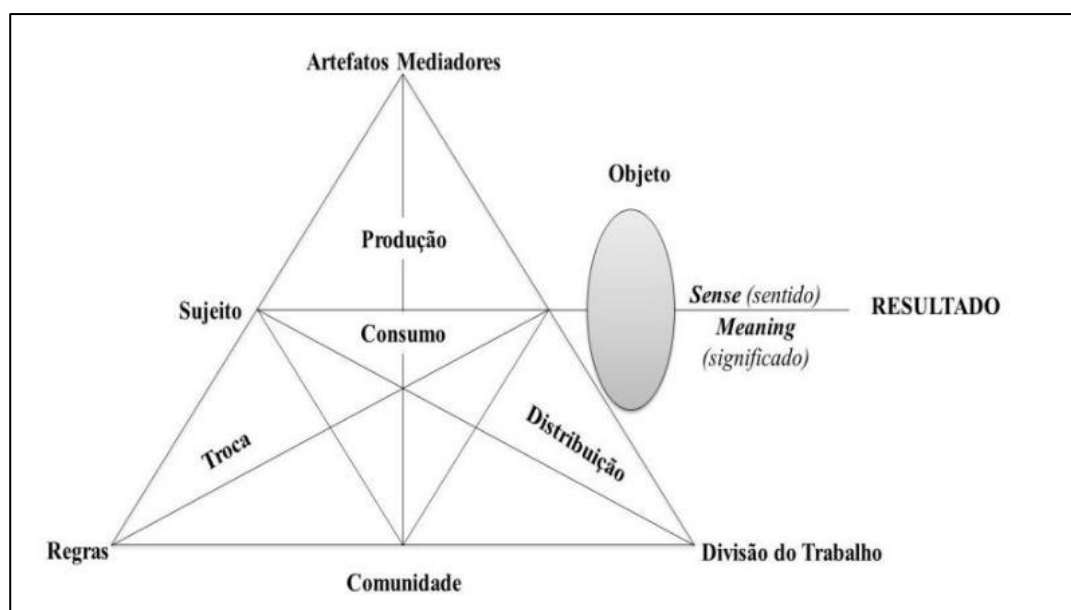 Artefatos Mediadores
Objeto
Produção
Sense (sentido)
Sujeito
RESULTADO
Meaning
Consumo
(significado)
Troca
Distribuição
Regras
Divisão do Trabalho
Comunidade